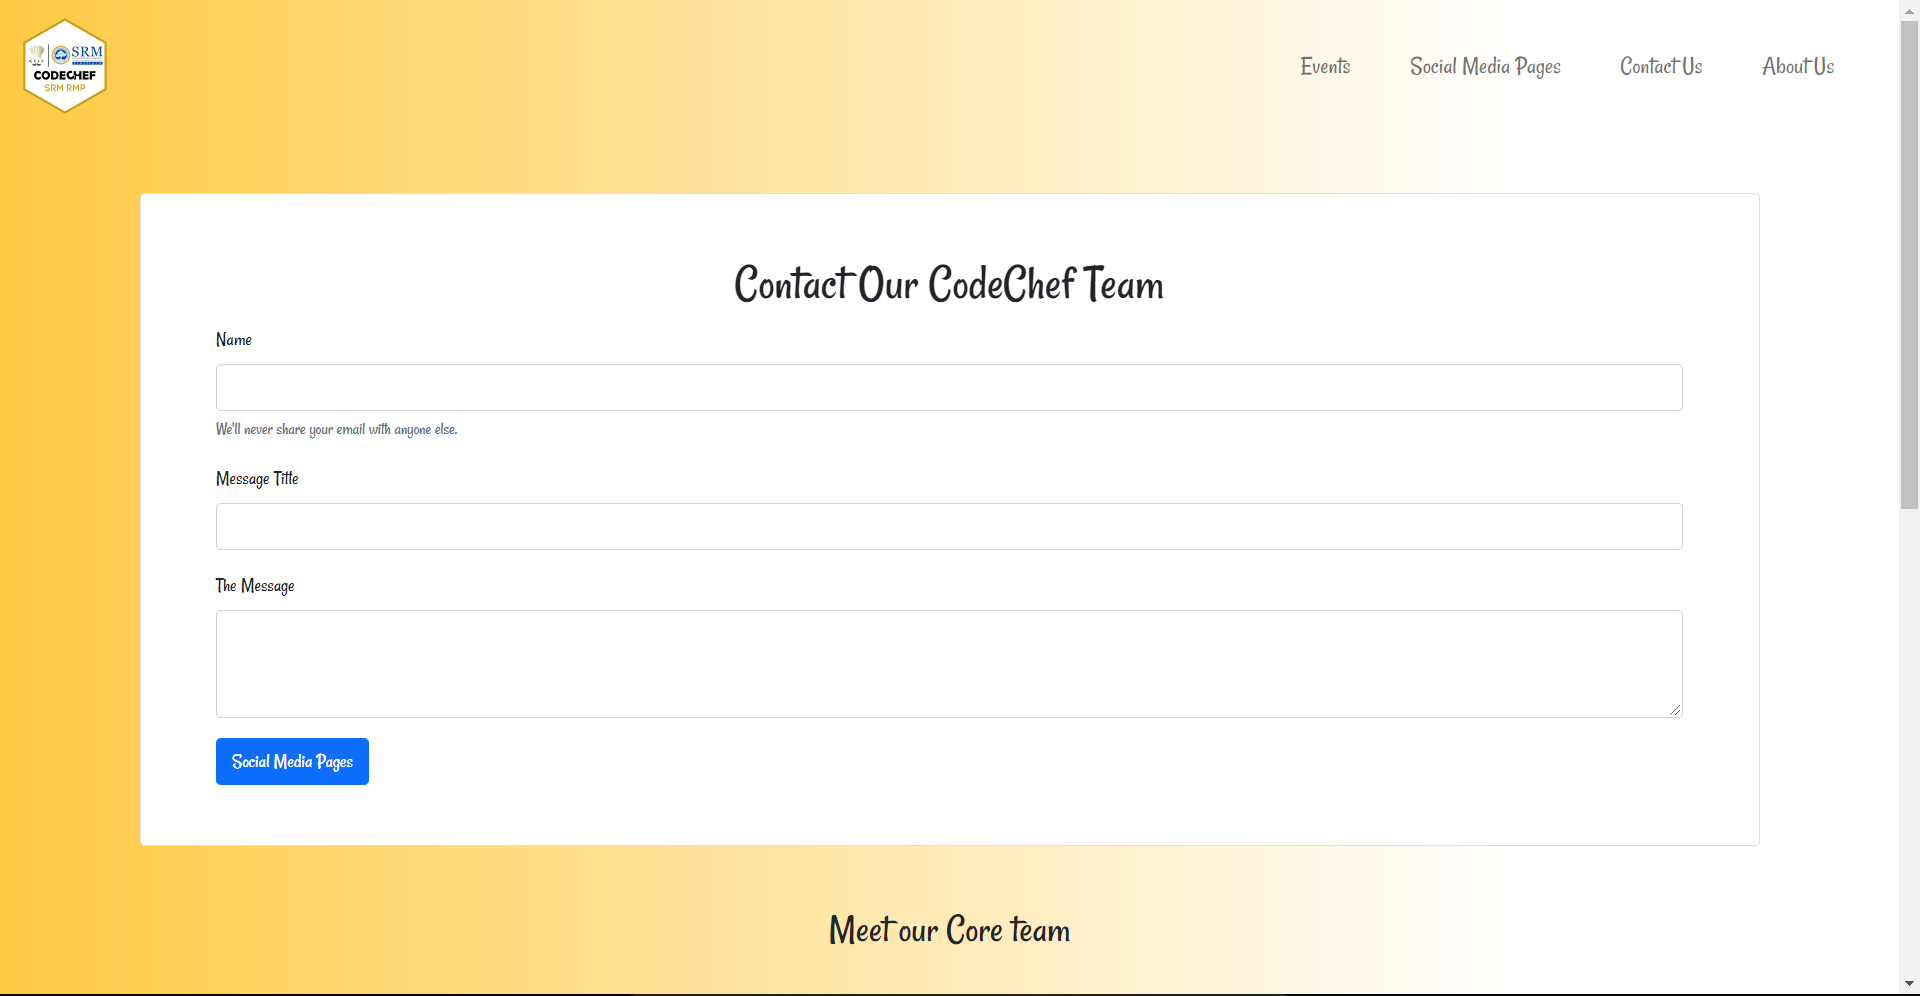 SRM
CODECHEF
SRM RMP
Events
Social Media Pages
Contact Us
About Us
Contact Our CodeChef Team
Name
We'll never share your email with anyone else.
Message Title
The Message
Social Media Pages
Meet our Core team